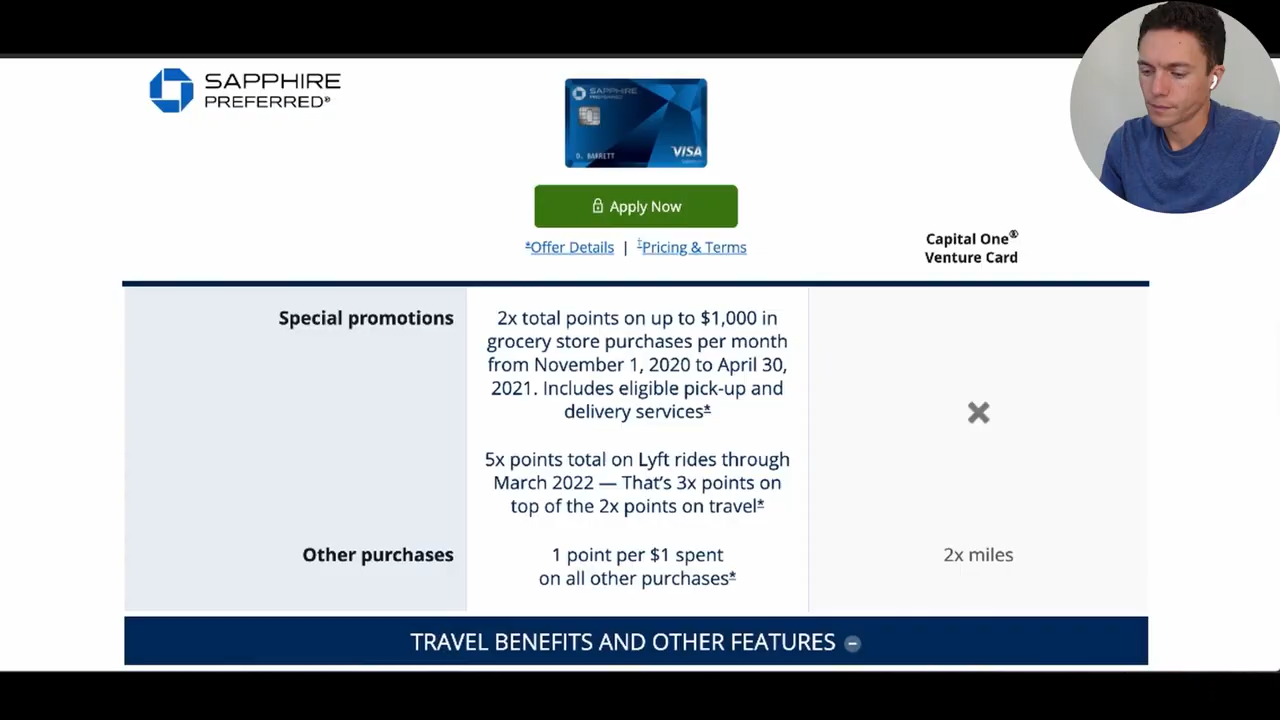 SAPPHIRE
PREFERRED®
SAPPHIRE
PREFERRED
D. BARRETT
VISA
Apply Now
*Offer Details | ‡Pricing & Terms
Capital One®
Venture Card
Special promotions
2x total points on up to $1,000 in
grocery store purchases per month
from November 1, 2020 to April 30,
2021. Includes eligible pick-up and
delivery services*
5x points total on Lyft rides through
March 2022 — That's 3x points on
top of the 2x points on travel*
Other purchases
1 point per $1 spent
on all other purchases*
2x miles
TRAVEL BENEFITS AND OTHER FEATURES